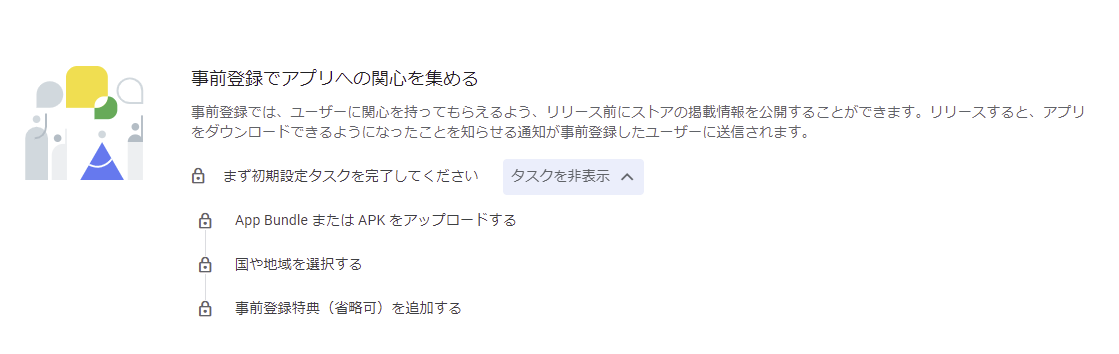 事前登録でアプリへの関心を集める
事前登録では、ユーザーに関心を持ってもらえるよう、リリース前にストアの掲載情報を公開することができます。リリースすると、アプリ
をダウンロードできるようになったことを知らせる通知が事前登録したユーザーに送信されます。
まず初期設定タスクを完了してください
タスクを非表示
App Bundle または APK をアップロードする
国や地域を選択する
事前登録特典（省略可）を追加する